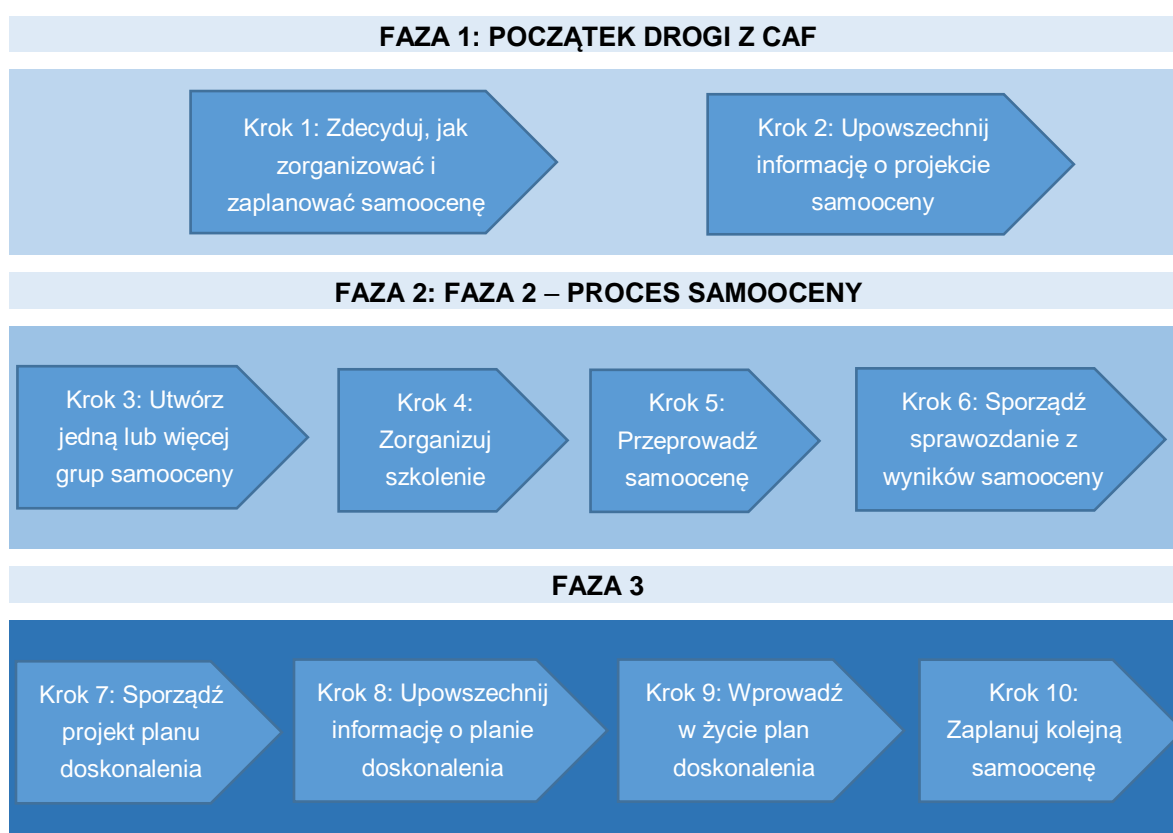 FAZA 1: POCZĄTEK DROGI Z CAF
Krok 1: Zdecyduj, jak
zorganizować i
zaplanować samoocenę
Krok 2: Upowszechnij
informację o projekcie
samooceny
FAZA 2: FAZA 2 – PROCES SAMOOCENY
Krok 3: Utwórz
jedną lub więcej
grup samooceny
Krok 4:
Zorganizuj
szkolenie
Krok 5:
Przeprowadź
samoocenę
Krok 6: Sporządź
sprawozdanie z
wyników samooceny
FAZA 3
Krok 7: Sporządź
projekt planu
doskonalenia
Krok 8: Upowszechnij
informację o planie
doskonalenia
Krok 9: Wprowadź
w życie plan
doskonalenia
Krok 10:
Zaplanuj kolejną
samoocenę